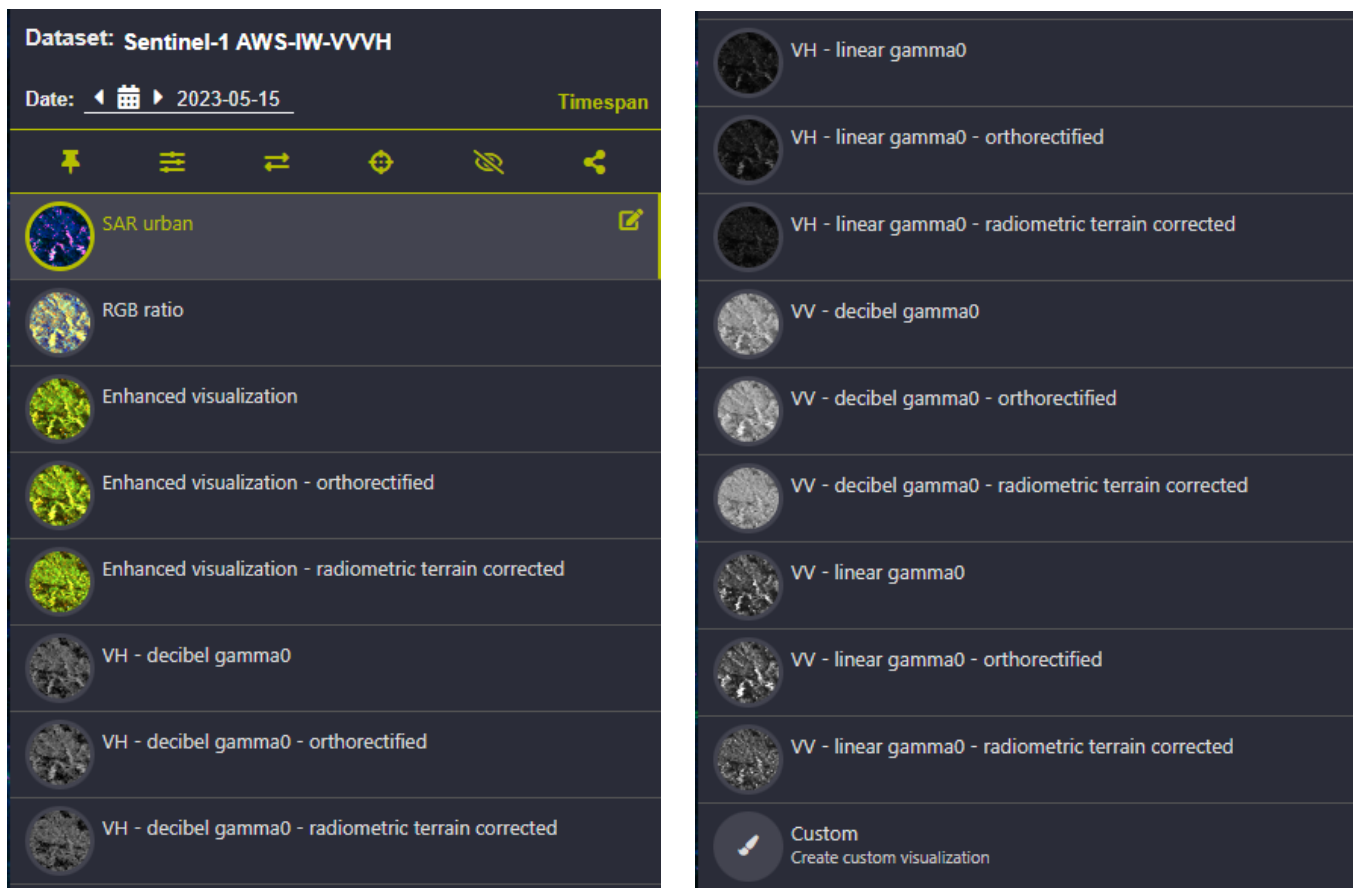 Dataset: Sentinel-1 AWS-IW-VVVH
Date: 2023-05-15 Timespan
SAR urban
RGB ratio
Enhanced visualization
Enhanced visualization - orthorectified
Enhanced visualization - radiometric terrain corrected
VH - decibel gamma0
VH - decibel gamma0 - orthorectified
VH - decibel gamma0 - radiometric terrain corrected
VH - linear gamma0
VH - linear gamma0 - orthorectified
VH - linear gamma0 - radiometric terrain corrected
VV - decibel gamma0
VV - decibel gamma0 - orthorectified
VV - decibel gamma0 - radiometric terrain corrected
VV - linear gamma0
VV - linear gamma0 - orthorectified
VV - linear gamma0 - radiometric terrain corrected
Custom
Create custom visualization